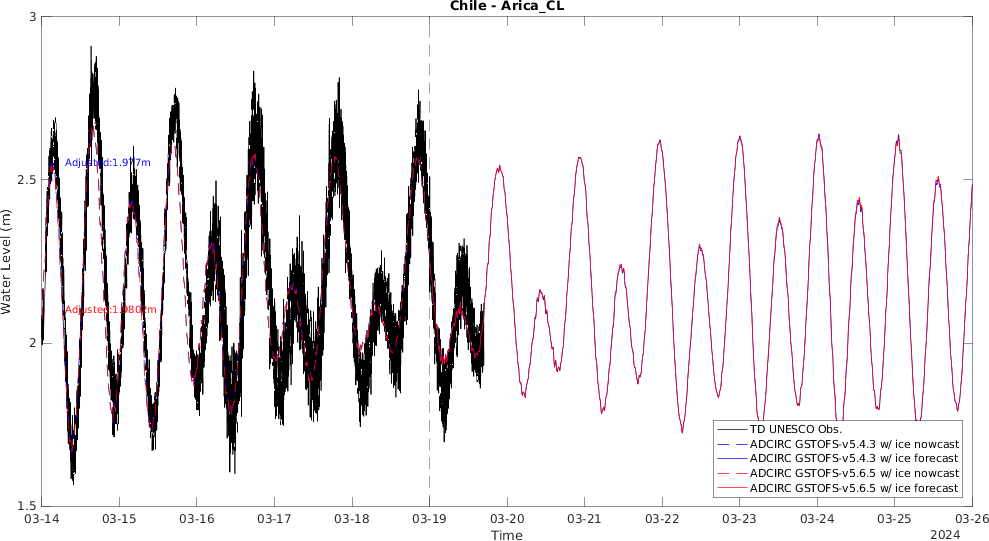 Chile - Arica_CL
3
2.5
2
1.5
Water Level (m)
Adjusted:1.977m
Adjusted:1.9802m
TD UNESCO Obs.
ADCIRC GSTOFS-v5.4.3 w/ ice nowcast
ADCIRC GSTOFS-v5.4.3 w/ ice forecast
ADCIRC GSTOFS-v5.6.5 w/ ice nowcast
ADCIRC GSTOFS-v5.6.5 w/ ice forecast
03-14 03-15 03-16 03-17 03-18 03-19 03-20 03-21 03-22 03-23 03-24 03-25 03-26
Time
2024